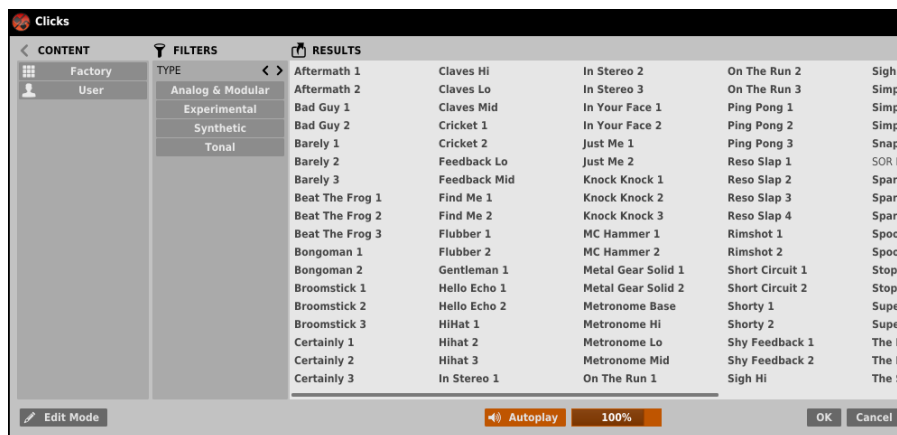 Clicks
CONTENT
Factory
User
FILTERS
TYPE
Analog & Modular
Experimental
Synthetic
Tonal
RESULTS
Aftermath 1
Aftermath 2
Bad Guy 1
Bad Guy 2
Barely 1
Barely 2
Barely 3
Beat The Frog 1
Beat The Frog 2
Beat The Frog 3
Bongoman 1
Bongoman 2
Broomstick 1
Broomstick 2
Broomstick 3
Certainly 1
Certainly 2
Certainly 3
Claves Hi
Claves Lo
Claves Mid
Cricket 1
Cricket 2
Feedback Lo
Feedback Mid
Find Me 1
Find Me 2
Flubber 1
Flubber 2
Gentleman 1
Hello Echo 1
Hello Echo 2
HiHat 1
Hihat 2
Hihat 3
In Stereo 1
In Stereo 2
In Stereo 3
In Your Face 1
In Your Face 2
Just Me 1
Just Me 2
Knock Knock 1
Knock Knock 2
Knock Knock 3
MC Hammer 1
MC Hammer 2
Metal Gear Solid 1
Metal Gear Solid 2
Metronome Base
Metronome Hi
Metronome Lo
Metronome Mid
On The Run 1
On The Run 2
On The Run 3
Ping Pong 1
Ping Pong 2
Ping Pong 3
Reso Slap 1
Reso Slap 2
Reso Slap 3
Reso Slap 4
Rimshot 1
Rimshot 2
Short Circuit 1
Short Circuit 2
Shorty 1
Shorty 2
Shy Feedback 1
Shy Feedback 2
Sigh Hi
Sigh
SOR
Stop
Stop
The
The
The
Edit Mode
Autoplay
100%
OK
Cancel